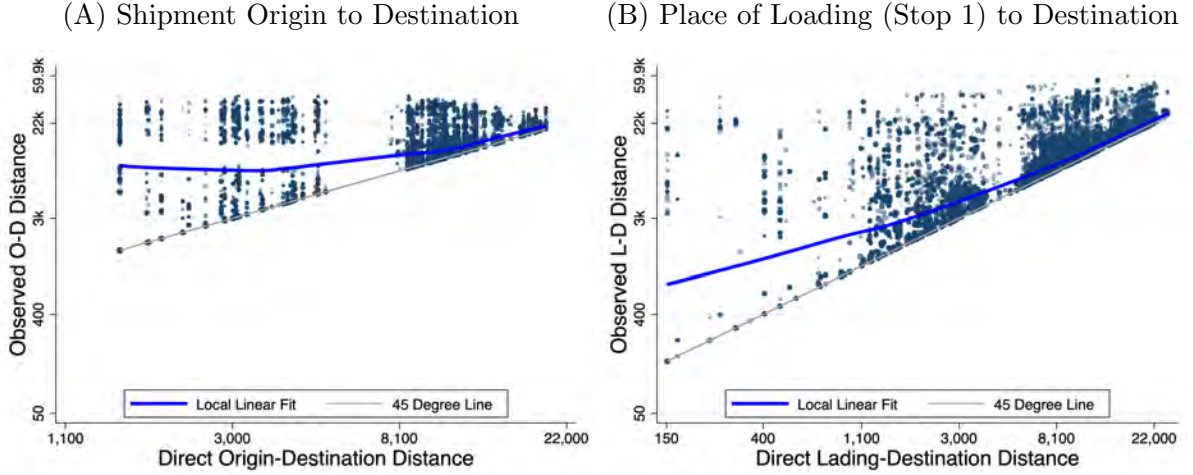 (A) Shipment Origin to Destination
Observed O-D Distance
59.9k
22k
3k
400
50
1,100
3,000
8,100
22,000
Local Linear Fit
45 Degree Line
Direct Origin-Destination Distance
(B) Place of Loading (Stop 1) to Destination
Observed L-D Distance
59.9k
22k
3k
400
50
150
400
1,100
3,000
8,100
22,000
Local Linear Fit
45 Degree Line
Direct Lading-Destination Distance